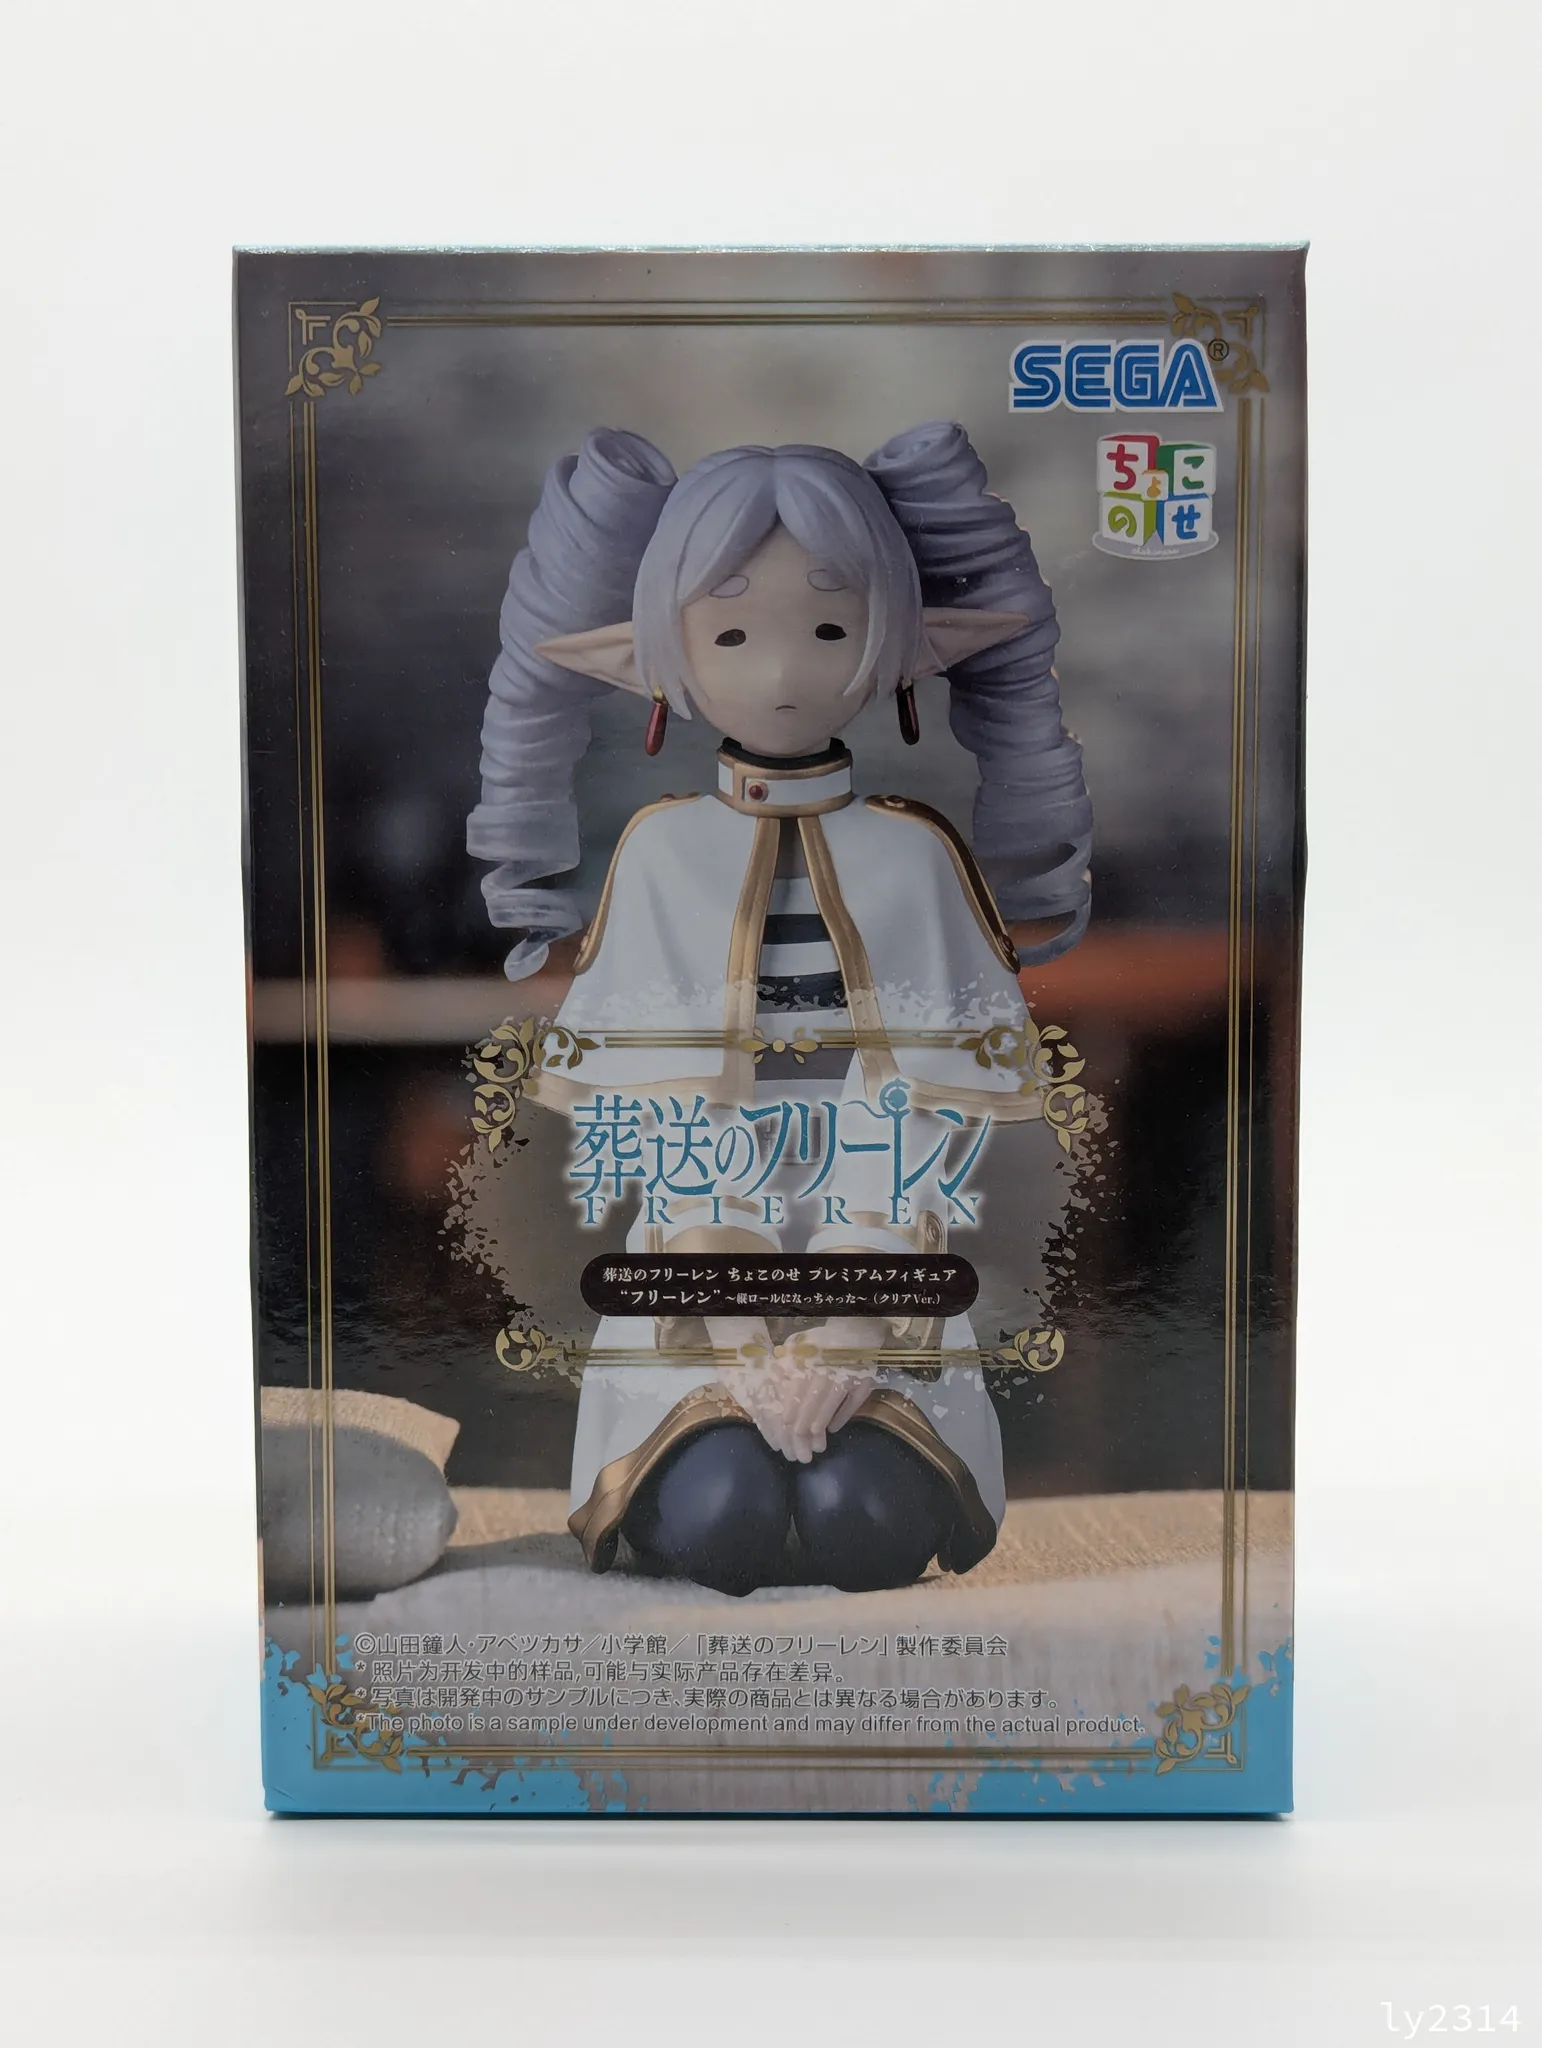 SEGA®
ちょこ
のせ
葬送のフリーレン
FRIEREN
葬送のフリーレン ちょこのせ プレミアムフィギュア
“フリーレン”～縦ロールになっちゃった～（クリアVer.）
©山田鐘人・アベツカサ／小学館／「葬送のフリーレン」製作委員会
* 照片为开发中的样品,可能与实际产品存在差异。
* 写真は開発中のサンプルにつき、実際の商品とは異なる場合があります。
*The photo is a sample under development and may differ from the actual product.
ly2314